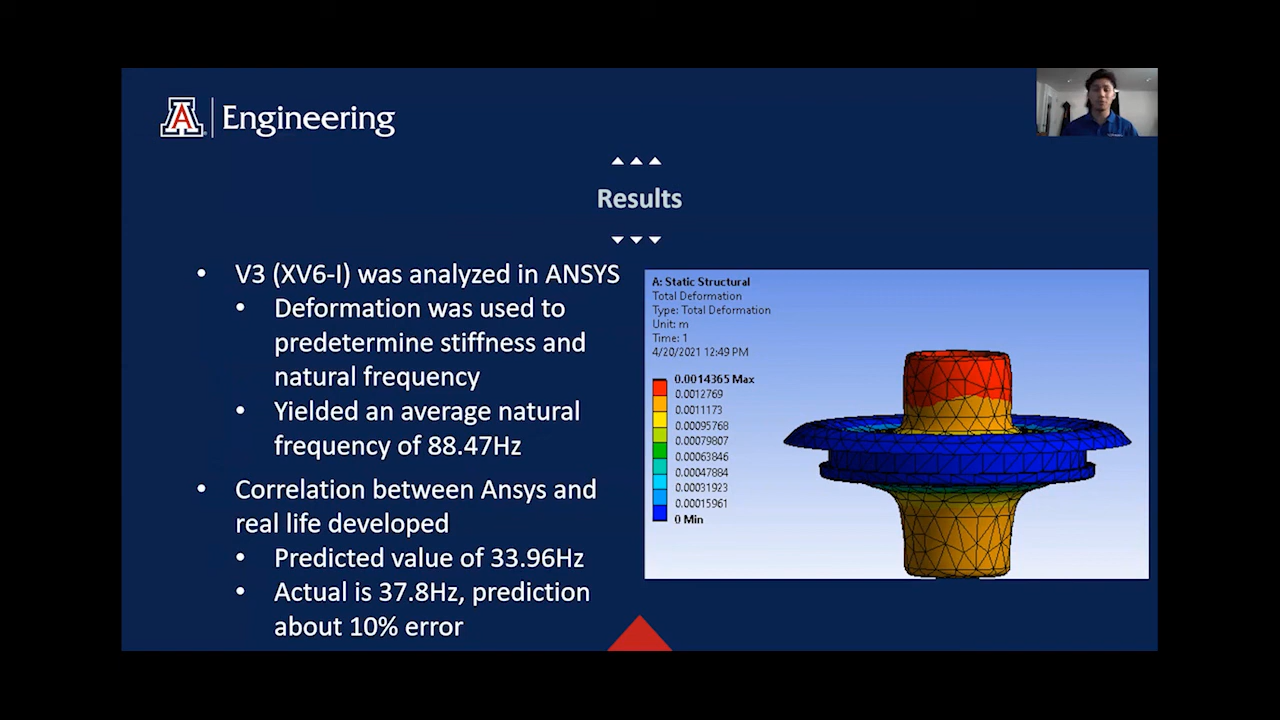 A Engineering
Results
• V3 (XV6-I) was analyzed in ANSYS
• Deformation was used to
predetermine stiffness and
natural frequency
• Yielded an average natural
frequency of 88.47Hz
• Correlation between Ansys and
real life developed
• Predicted value of 33.96Hz
• Actual is 37.8Hz, prediction
about 10% error
A: Static Structural
Total Deformation
Type: Total Deformation
Unit: m
Time: 1
4/20/2021 12:49 PM
0.0014365 Max
0.0012769
0.0011173
0.00095768
0.00079807
0.00063846
0.00047884
0.00031923
0.00015961
0 Min